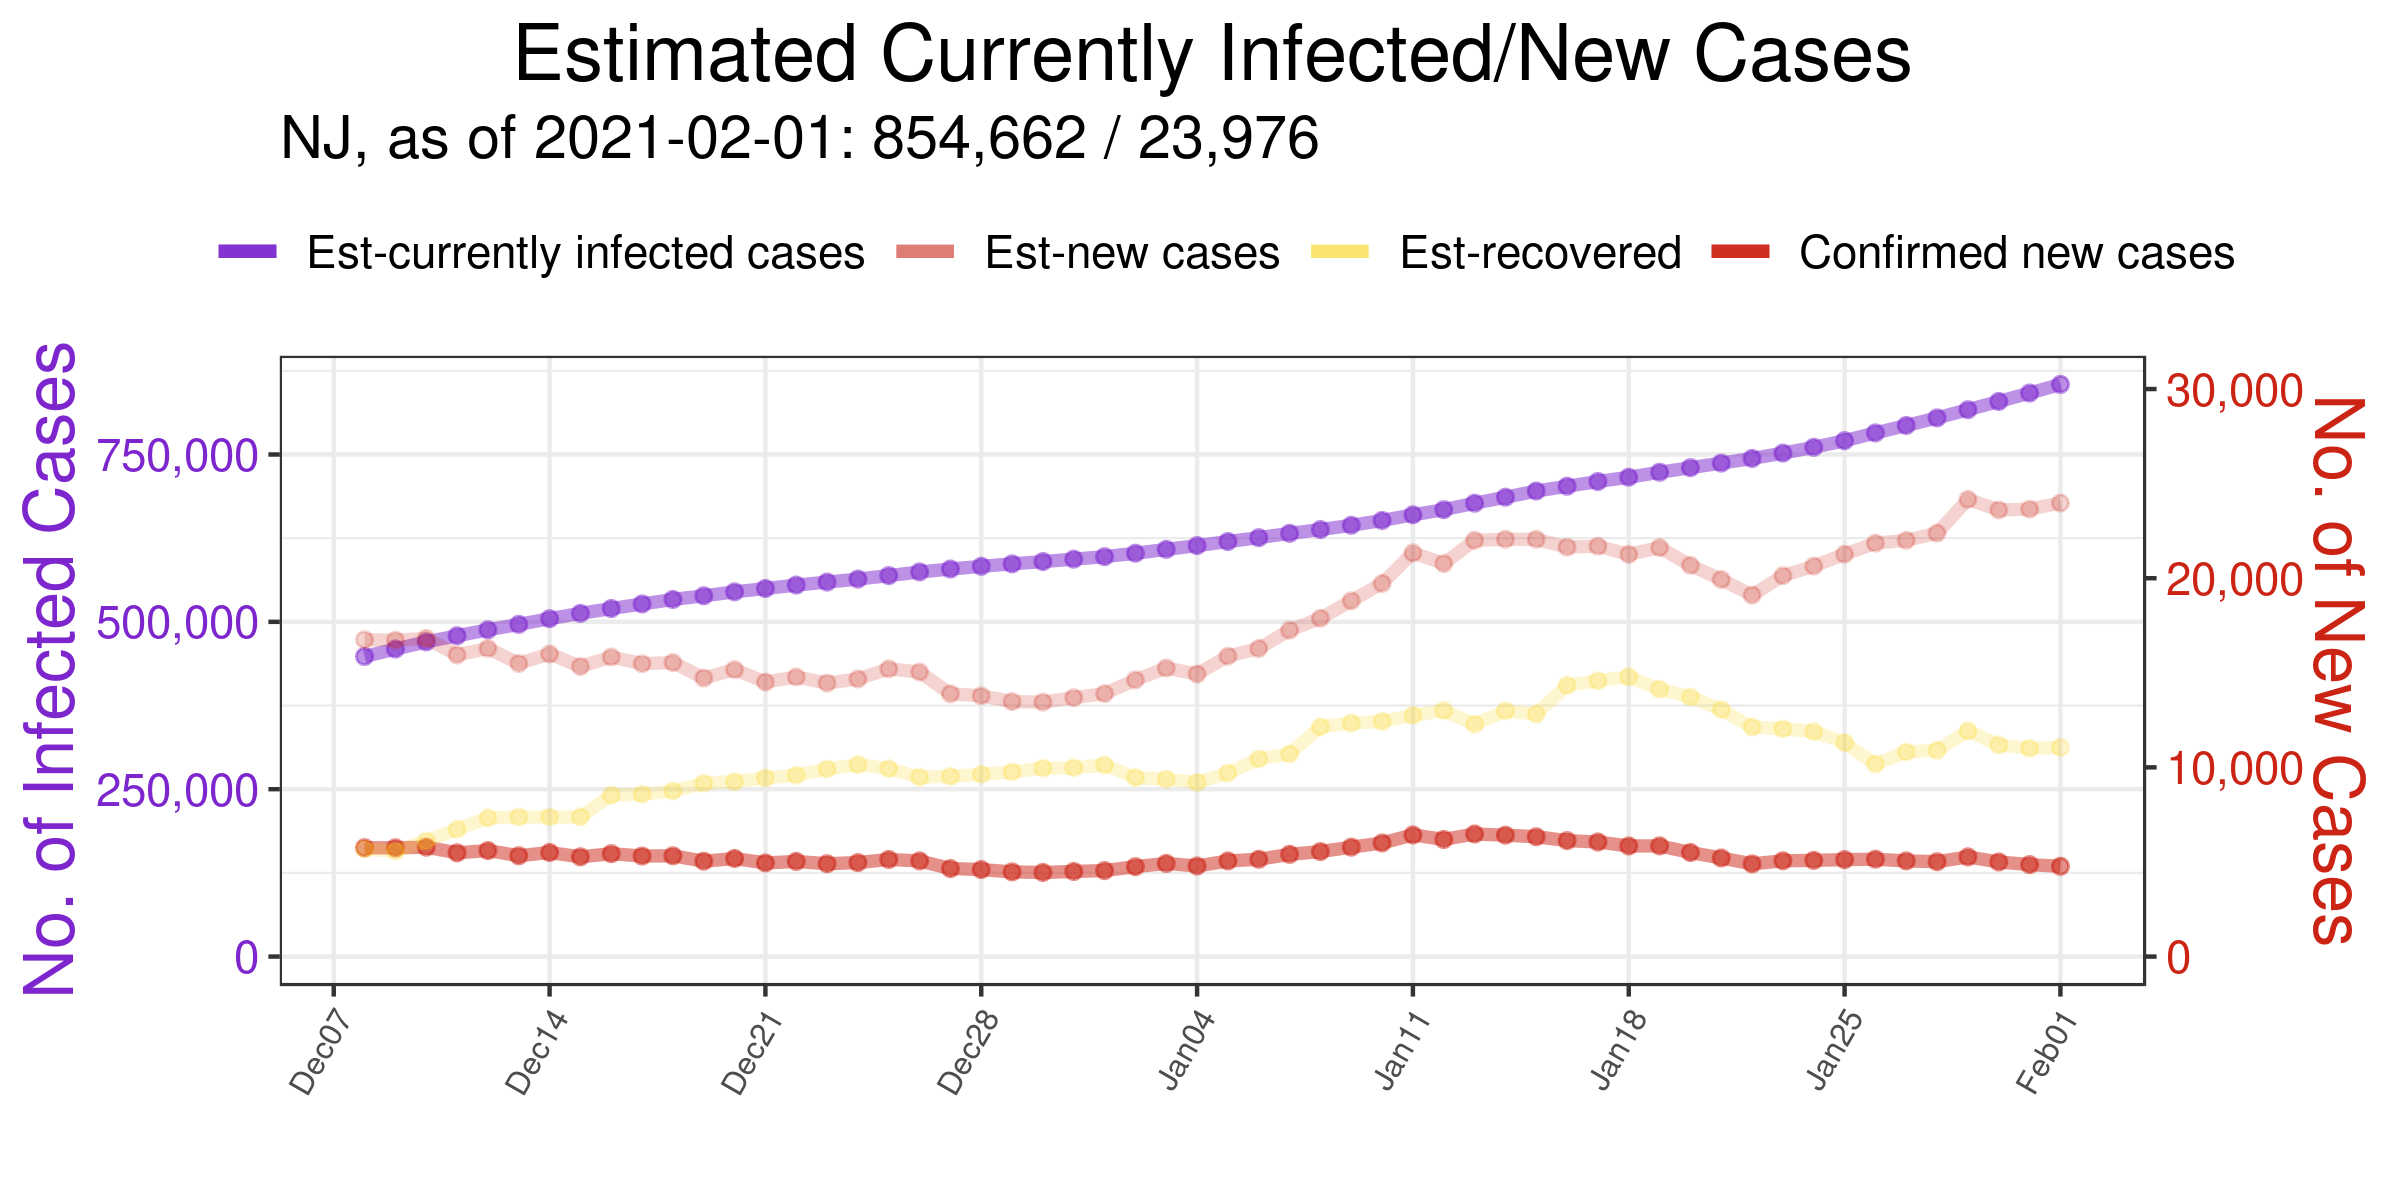 Estimated Currently Infected/New Cases
NJ, as of 2021-02-01: 854,662 / 23,976
Est-currently infected cases Est-new cases Est-recovered Confirmed new cases
No. of Infected Cases
750,000
500,000
250,000
0
30,000
20,000
10,000
0
No. of New Cases
Dec07 Dec14 Dec21 Dec28 Jan04 Jan11 Jan18 Jan25 Feb01